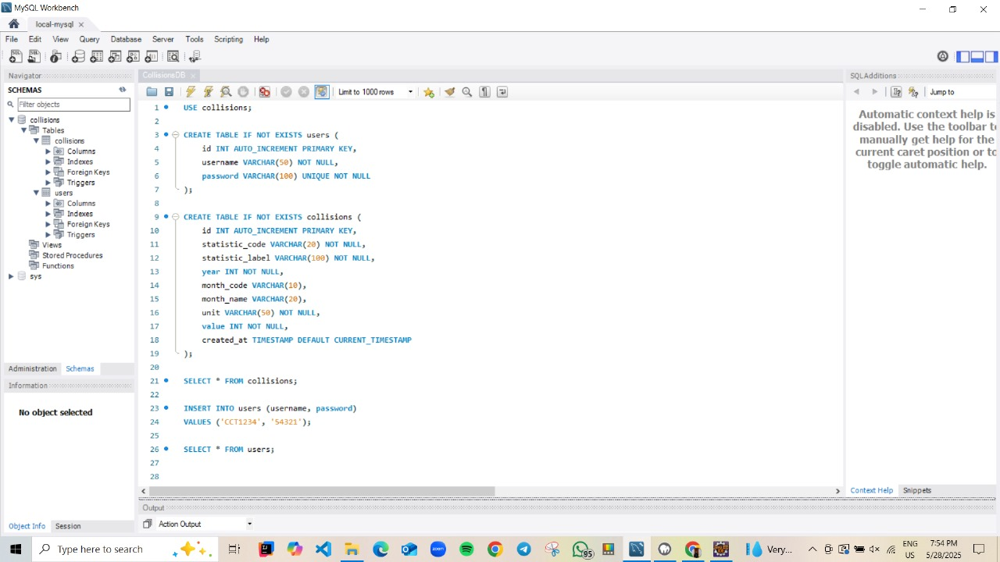 MySQL Workbench
local-mysql
File Edit View Query Database Server Tools Scripting Help
Navigator
SCHEMAS
Filter objects
collisions
Tables
collisions
Columns
Indexes
Foreign Keys
Triggers
users
Columns
Indexes
Foreign Keys
Triggers
Views
Stored Procedures
Functions
sys
Administration Schemas
Information
No object selected
Object Info Session
CollisionsDB
Limit to 1000 rows
1 USE collisions;
2
3 CREATE TABLE IF NOT EXISTS users (
4 id INT AUTO_INCREMENT PRIMARY KEY,
5 username VARCHAR(50) NOT NULL,
6 password VARCHAR(100) UNIQUE NOT NULL
7 );
8
9 CREATE TABLE IF NOT EXISTS collisions (
10 id INT AUTO_INCREMENT PRIMARY KEY,
11 statistic_code VARCHAR(20) NOT NULL,
12 statistic_label VARCHAR(100) NOT NULL,
13 year INT NOT NULL,
14 month_code VARCHAR(10),
15 month_name VARCHAR(20),
16 unit VARCHAR(50) NOT NULL,
17 value INT NOT NULL,
18 created_at TIMESTAMP DEFAULT CURRENT_TIMESTAMP
19 );
20
21 SELECT * FROM collisions;
22
23 INSERT INTO users (username, password)
24 VALUES ('CCT1234', '54321');
25
26 SELECT * FROM users;
27
28
Output
Action Output
SQLAdditions
Jump to
Automatic context help is
disabled. Use the toolbar to
manually get help for the
current caret position or to
toggle automatic help.
Context Help Snippets
Type here to search
zoom
95
Very...
ENG
US
7:54 PM
5/28/2025